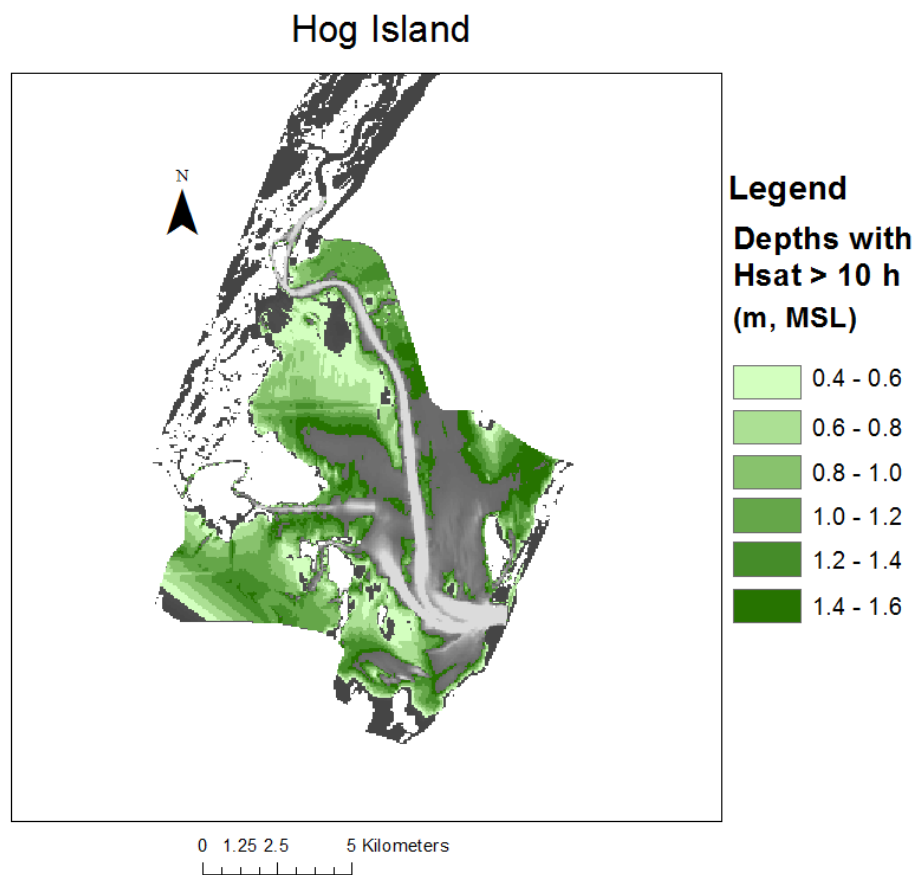 Hog Island
N
Legend
Depths with
Hsat > 10 h
(m, MSL)
0.4 - 0.6
0.6 - 0.8
0.8 - 1.0
1.0 - 1.2
1.2 - 1.4
1.4 - 1.6
0 1.25 2.5 5 Kilometers